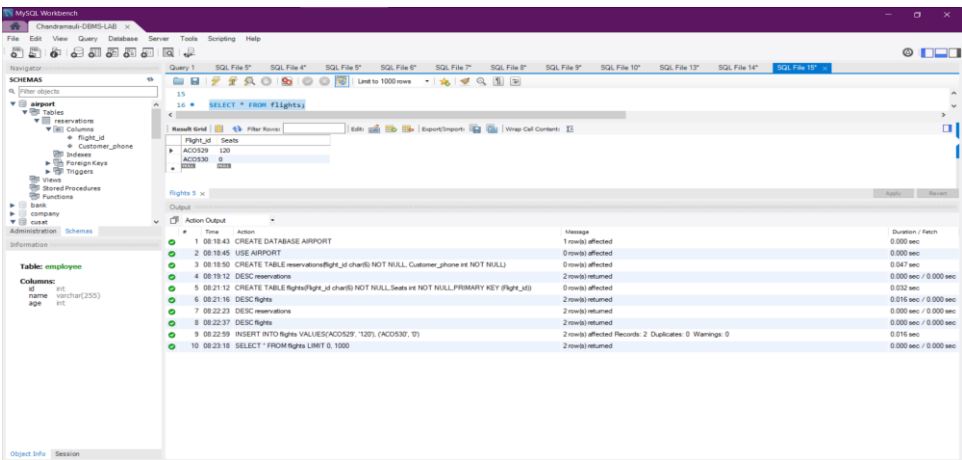 MySQL Workbench
Chandramauli-DBMS-LAB ×
File Edit View Query Database Server Tools Scripting Help
Navigator
SCHEMAS
Filter objects
airport
Tables
reservations
Columns
flight_id
Customer_phone
Indexes
Foreign Keys
Triggers
Views
Stored Procedures
Functions
bank
company
cusat
Administration Schemas
Information
Table: employee
Columns:
id int
name varchar(255)
age int
Object Info Session
Query 1 SQL File 5* SQL File 4* SQL File 5* SQL File 6* SQL File 7* SQL File 8* SQL File 9* SQL File 10* SQL File 13* SQL File 14* SQL File 15* ×
Limit to 1000 rows
15
16 SELECT * FROM flights;
Result Grid Filter Rows: Edit: Export/Import: Wrap Cell Content:
Flight_id Seats
ACO529 120
ACO530 0
NULL NULL
flights 5 × Apply Revert
Output
Action Output
# Time Action Message Duration / Fetch
1 08:18:43 CREATE DATABASE AIRPORT 1 row(s) affected 0.000 sec
2 08:18:45 USE AIRPORT 0 row(s) affected 0.000 sec
3 08:18:50 CREATE TABLE reservations(flight_id char(6) NOT NULL, Customer_phone int NOT NULL) 0 row(s) affected 0.047 sec
4 08:19:12 DESC reservations 2 row(s) returned 0.000 sec / 0.000 sec
5 08:21:12 CREATE TABLE flights(Flight_id char(6) NOT NULL,Seats int NOT NULL,PRIMARY KEY (Flight_id)) 0 row(s) affected 0.032 sec
6 08:21:16 DESC flights 2 row(s) returned 0.016 sec / 0.000 sec
7 08:22:23 DESC reservations 2 row(s) returned 0.000 sec / 0.000 sec
8 08:22:37 DESC flights 2 row(s) returned 0.000 sec / 0.000 sec
9 08:22:59 INSERT INTO flights VALUES('ACO529', '120'), ('ACO530', '0') 2 row(s) affected Records: 2 Duplicates: 0 Warnings: 0 0.016 sec
10 08:23:18 SELECT * FROM flights LIMIT 0, 1000 2 row(s) returned 0.000 sec / 0.000 sec